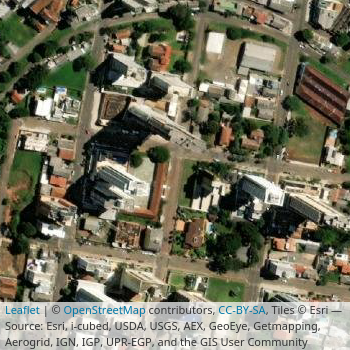 Leaflet | © OpenStreetMap contributors, CC-BY-SA, Tiles © Esri —
Source: Esri, i-cubed, USDA, USGS, AEX, GeoEye, Getmapping,
Aerogrid, IGN, IGP, UPR-EGP, and the GIS User Community